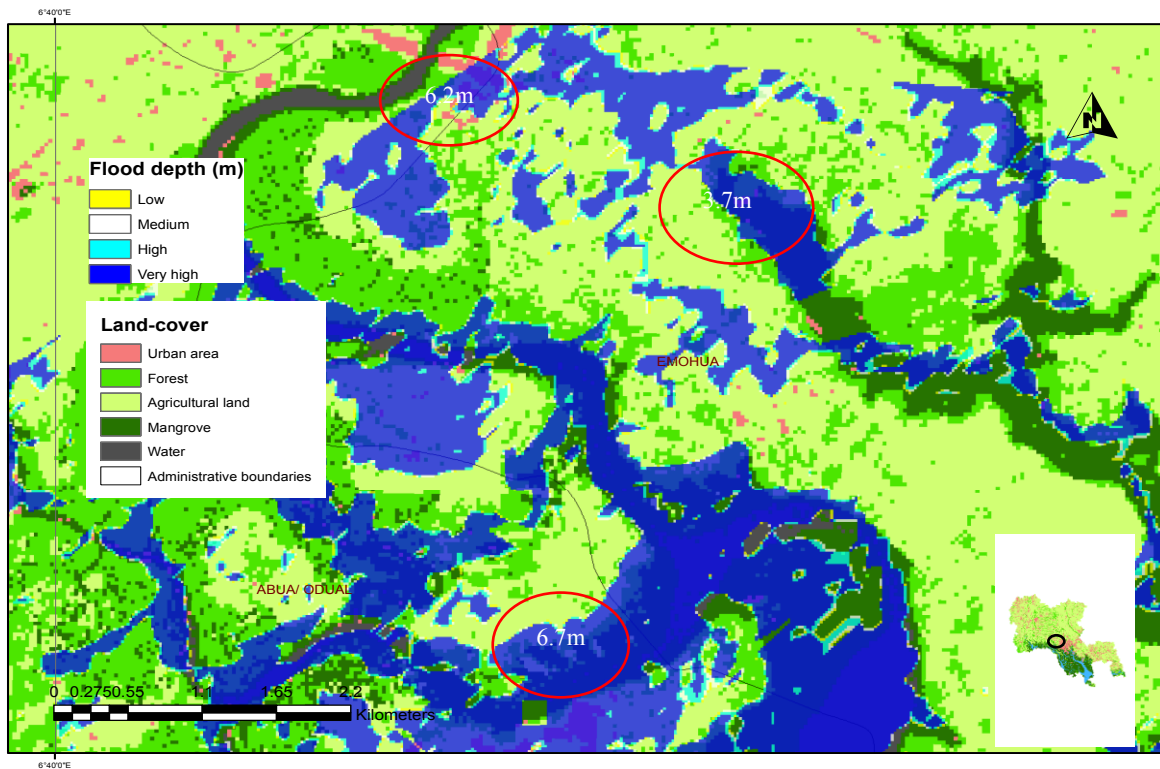 6°40'0"E
6.2m
N
Flood depth (m)
Low
Medium
High
Very high
3.7m
Land-cover
Urban area
Forest
Agricultural land
Mangrove
Water
Administrative boundaries
EMOHUA
ABUA/ ODUAL
6.7m
0 0.275 0.55 1.1 1.65 2.2
Kilometers
6°40'0"E